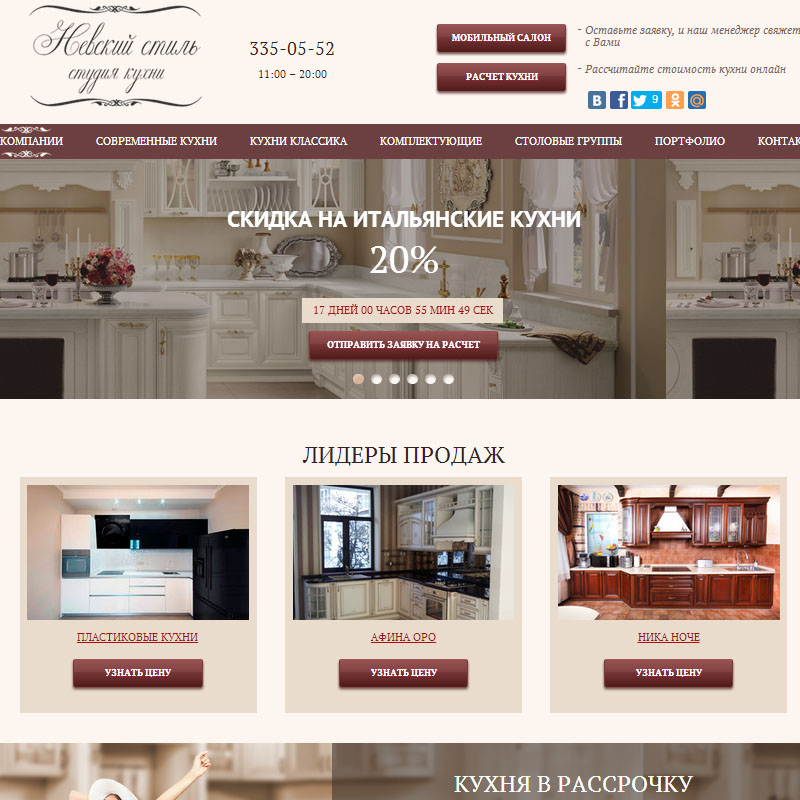 Невский стиль
студия кухни
335-05-52
11:00 – 20:00
МОБИЛЬНЫЙ САЛОН
- Оставьте заявку, и наш менеджер свяжет
с Вами
РАСЧЕТ КУХНИ
- Рассчитайте стоимость кухни онлайн
9
КОМПАНИИ СОВРЕМЕННЫЕ КУХНИ КУХНИ КЛАССИКА КОМПЛЕКТУЮЩИЕ СТОЛОВЫЕ ГРУППЫ ПОРТФОЛИО КОНТАК
СКИДКА НА ИТАЛЬЯНСКИЕ КУХНИ
20%
17 ДНЕЙ 00 ЧАСОВ 55 МИН 49 СЕК
ОТПРАВИТЬ ЗАЯВКУ НА РАСЧЕТ
ЛИДЕРЫ ПРОДАЖ
ПЛАСТИКОВЫЕ КУХНИ
УЗНАТЬ ЦЕНУ
АФИНА ОРО
УЗНАТЬ ЦЕНУ
НИКА НОЧЕ
УЗНАТЬ ЦЕНУ
КУХНЯ В РАССРОЧКУ